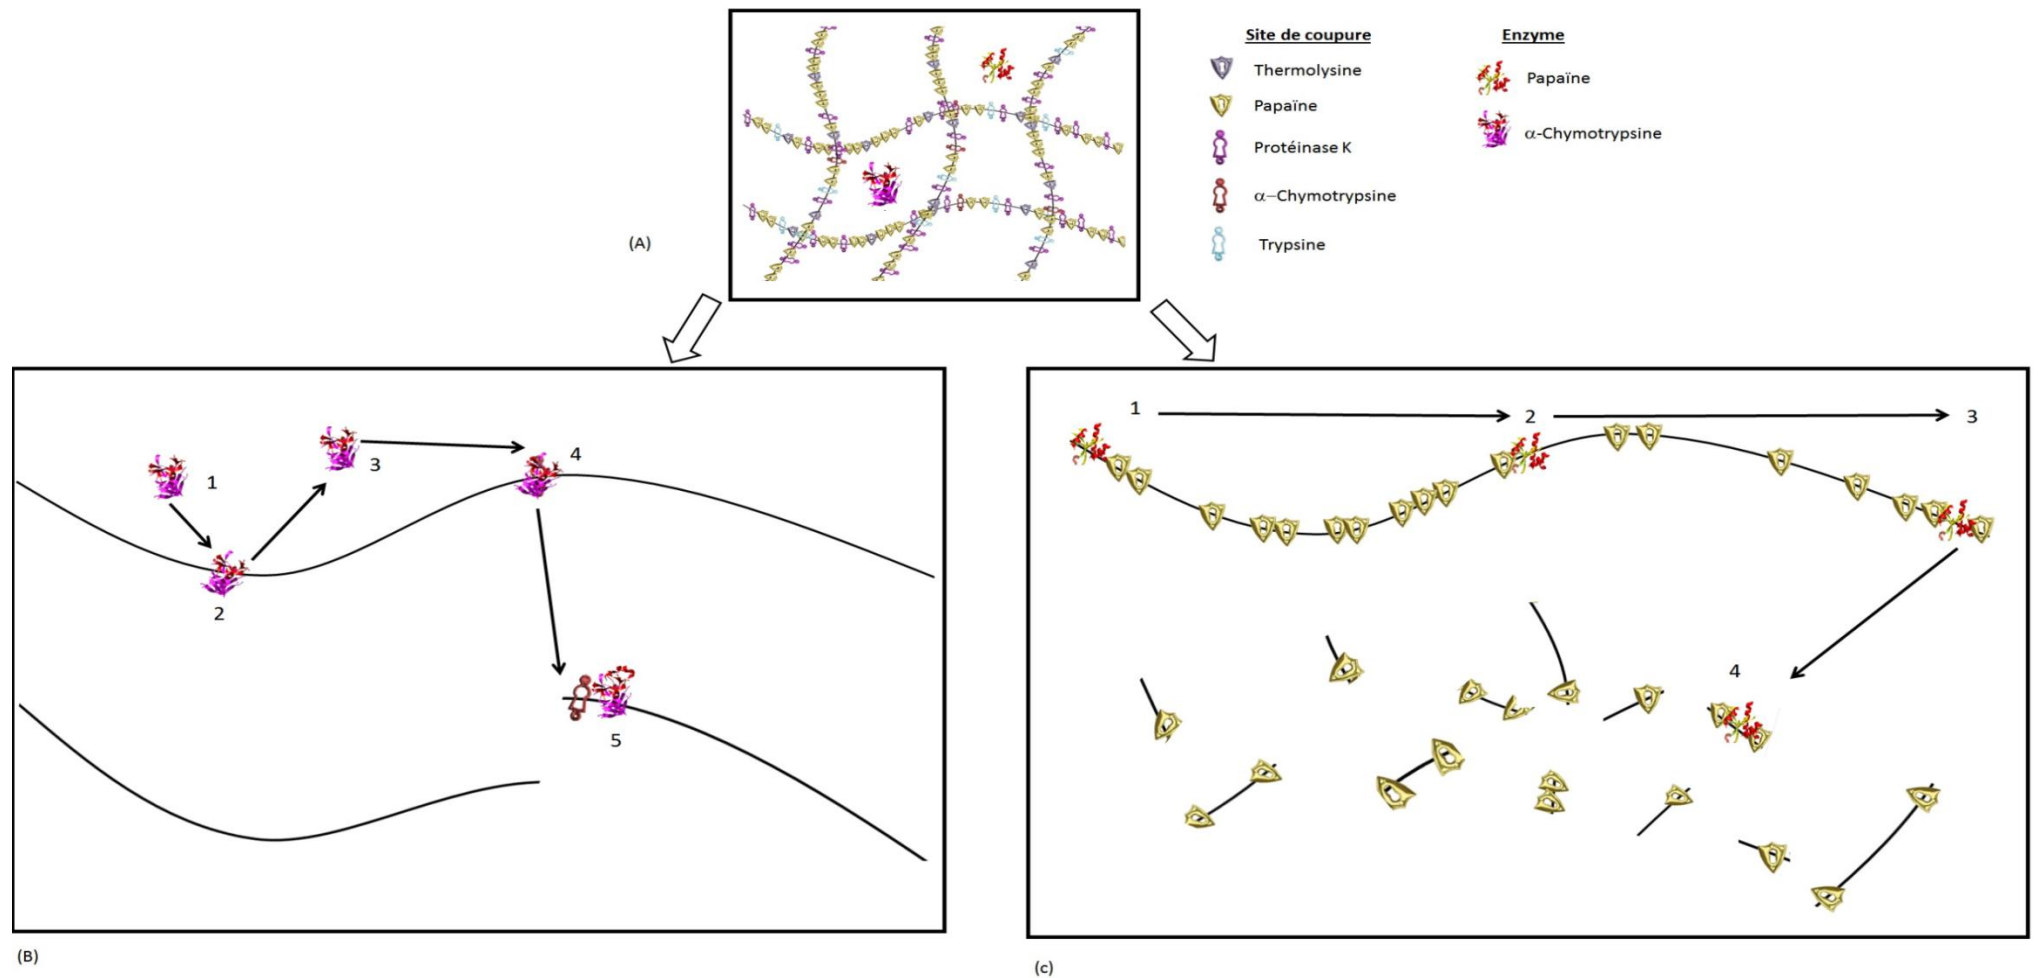 Site de coupure
Enzyme
Thermolysine
Papaïne
Protéinase K
α–Chymotrypsine
Trypsine
Papaïne
α-Chymotrypsine
(A)
1
2
3
4
5
(B)
1
2
3
4
(c)